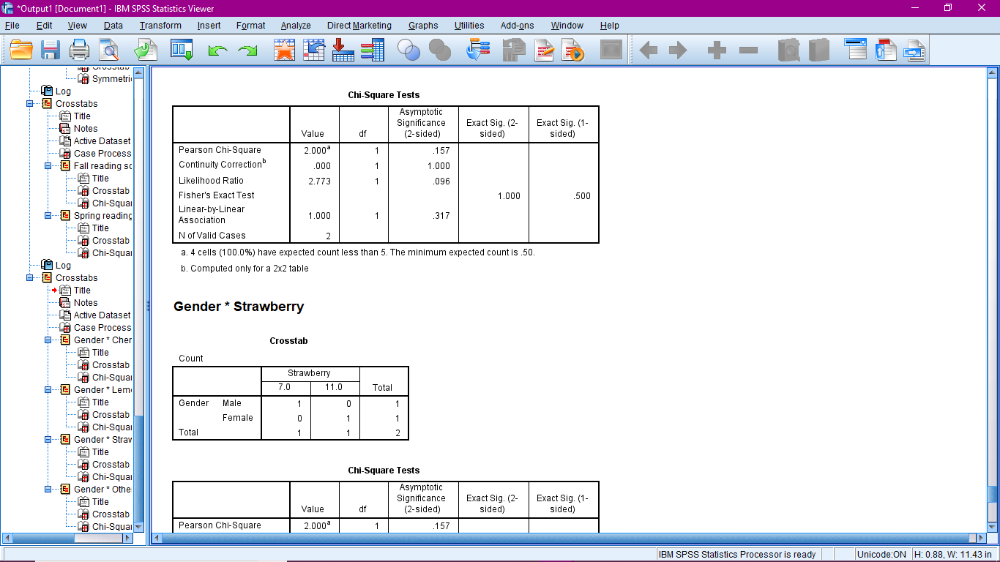 *Output1 [Document1] - IBM SPSS Statistics Viewer
File Edit View Data Transform Insert Format Analyze Direct Marketing Graphs Utilities Add-ons Window Help
Crosstab
Symmetri
Log
Crosstabs
Title
Notes
Active Dataset
Case Process
Fall reading sc
Title
Crosstab
Chi-Squar
Spring reading
Title
Crosstab
Chi-Squar
Log
Crosstabs
Title
Notes
Active Dataset
Case Process
Gender * Cher
Title
Crosstab
Chi-Squar
Gender * Lem
Title
Crosstab
Chi-Squar
Gender * Straw
Title
Crosstab
Chi-Squar
Gender * Othe
Title
Crosstab
Chi-Squar
Chi-Square Tests
Value df Asymptotic Significance (2-sided) Exact Sig. (2-sided) Exact Sig. (1-sided)
Pearson Chi-Square 2.000a 1 .157
Continuity Correctionb .000 1 1.000
Likelihood Ratio 2.773 1 .096
Fisher's Exact Test 1.000 .500
Linear-by-Linear Association 1.000 1 .317
N of Valid Cases 2
a. 4 cells (100.0%) have expected count less than 5. The minimum expected count is .50.
b. Computed only for a 2x2 table
Gender * Strawberry
Crosstab
Count
Strawberry
7.0 11.0 Total
Gender Male 1 0 1
Female 0 1 1
Total 1 1 2
Chi-Square Tests
Value df Asymptotic Significance (2-sided) Exact Sig. (2-sided) Exact Sig. (1-sided)
Pearson Chi-Square 2.000a 1 .157
IBM SPSS Statistics Processor is ready Unicode:ON H: 0.88, W: 11.43 in